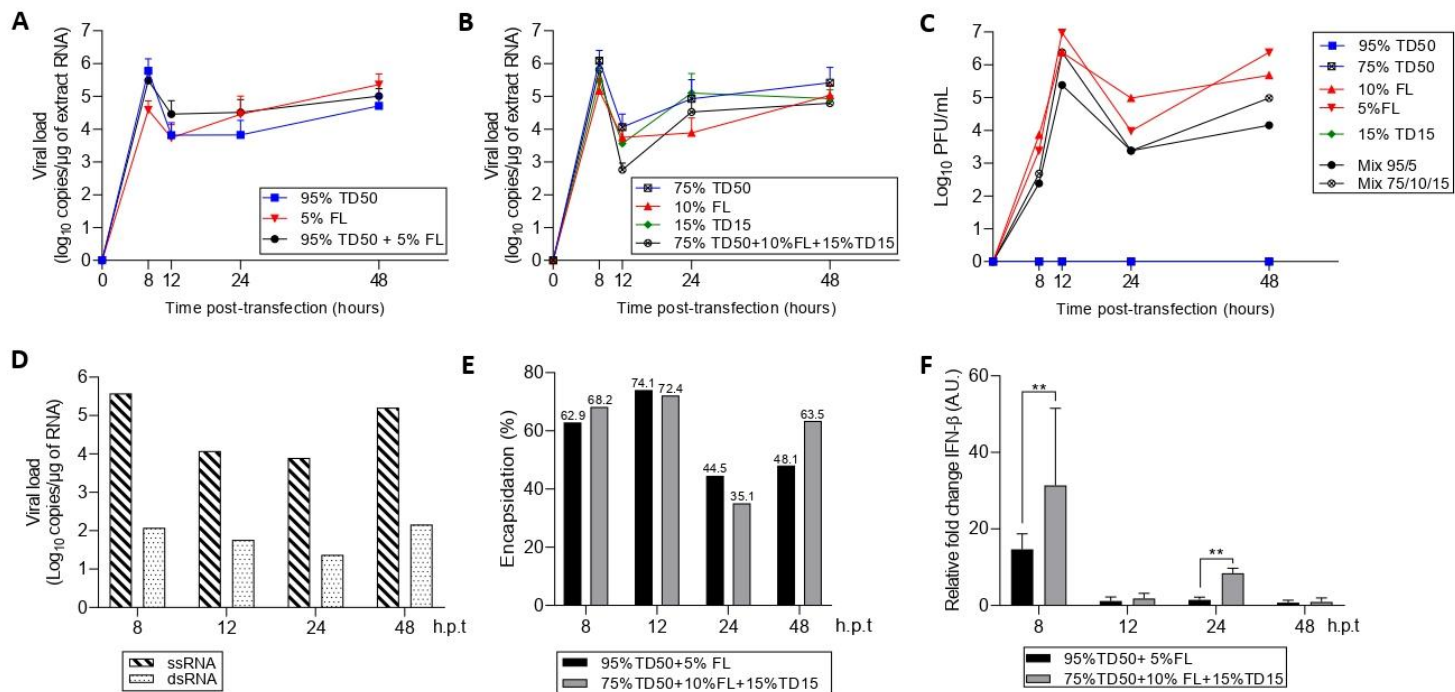 A
Viral load
(log10 copies/µg of extract RNA)
7
6
5
4
3
2
1
0
0 8 12 24 48
Time post-transfection (hours)
95% TD50
5% FL
95% TD50 + 5% FL
B
Viral load
(log10 copies/µg of extract RNA)
7
6
5
4
3
2
1
0
0 8 12 24 48
Time post-transfection (hours)
75% TD50
10% FL
15% TD15
75% TD50+10%FL+15%TD15
C
Log10 PFU/mL
7
6
5
4
3
2
1
0
8 12 24 48
Time post-transfection (hours)
95% TD50
75% TD50
10% FL
5%FL
15% TD15
Mix 95/5
Mix 75/10/15
D
Viral load
(Log10 copies/µg of RNA)
6
5
4
3
2
1
0
8 12 24 48 h.p.t
ssRNA
dsRNA
E
Encapsidation (%)
80
60
40
20
0
62.9 68.2 74.1 72.4 44.5 35.1 48.1 63.5
8 12 24 48 h.p.t
95%TD50+5% FL
75%TD50+10%FL+15%TD15
F
Relative fold change IFN-β (A.U.)
60
40
20
0
** **
8 12 24 48 h.p.t
95%TD50+ 5%FL
75%TD50+10% FL+15%TD15